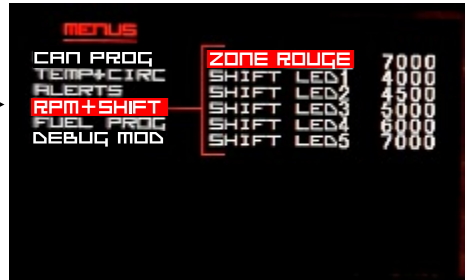 MENUS
CAN PROG
TEMP+CIRC
ALERTS
RPM+SHIFT
FUEL PROG
DEBUG MOD
ZONE ROUGE 7000
SHIFT LED1 4000
SHIFT LED2 4500
SHIFT LED3 5000
SHIFT LED4 6000
SHIFT LED5 7000